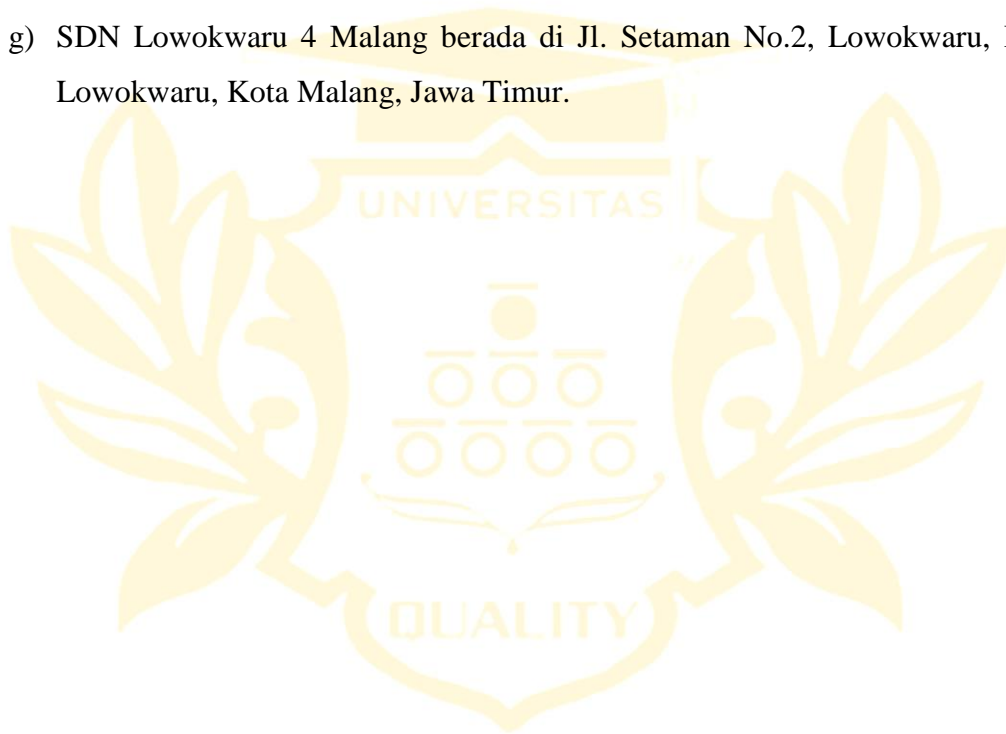 g) SDN Lowokwaru 4 Malang berada di Jl. Setaman No.2, Lowokwaru,
Lowokwaru, Kota Malang, Jawa Timur.
UNIVERSITAS
QUALITY